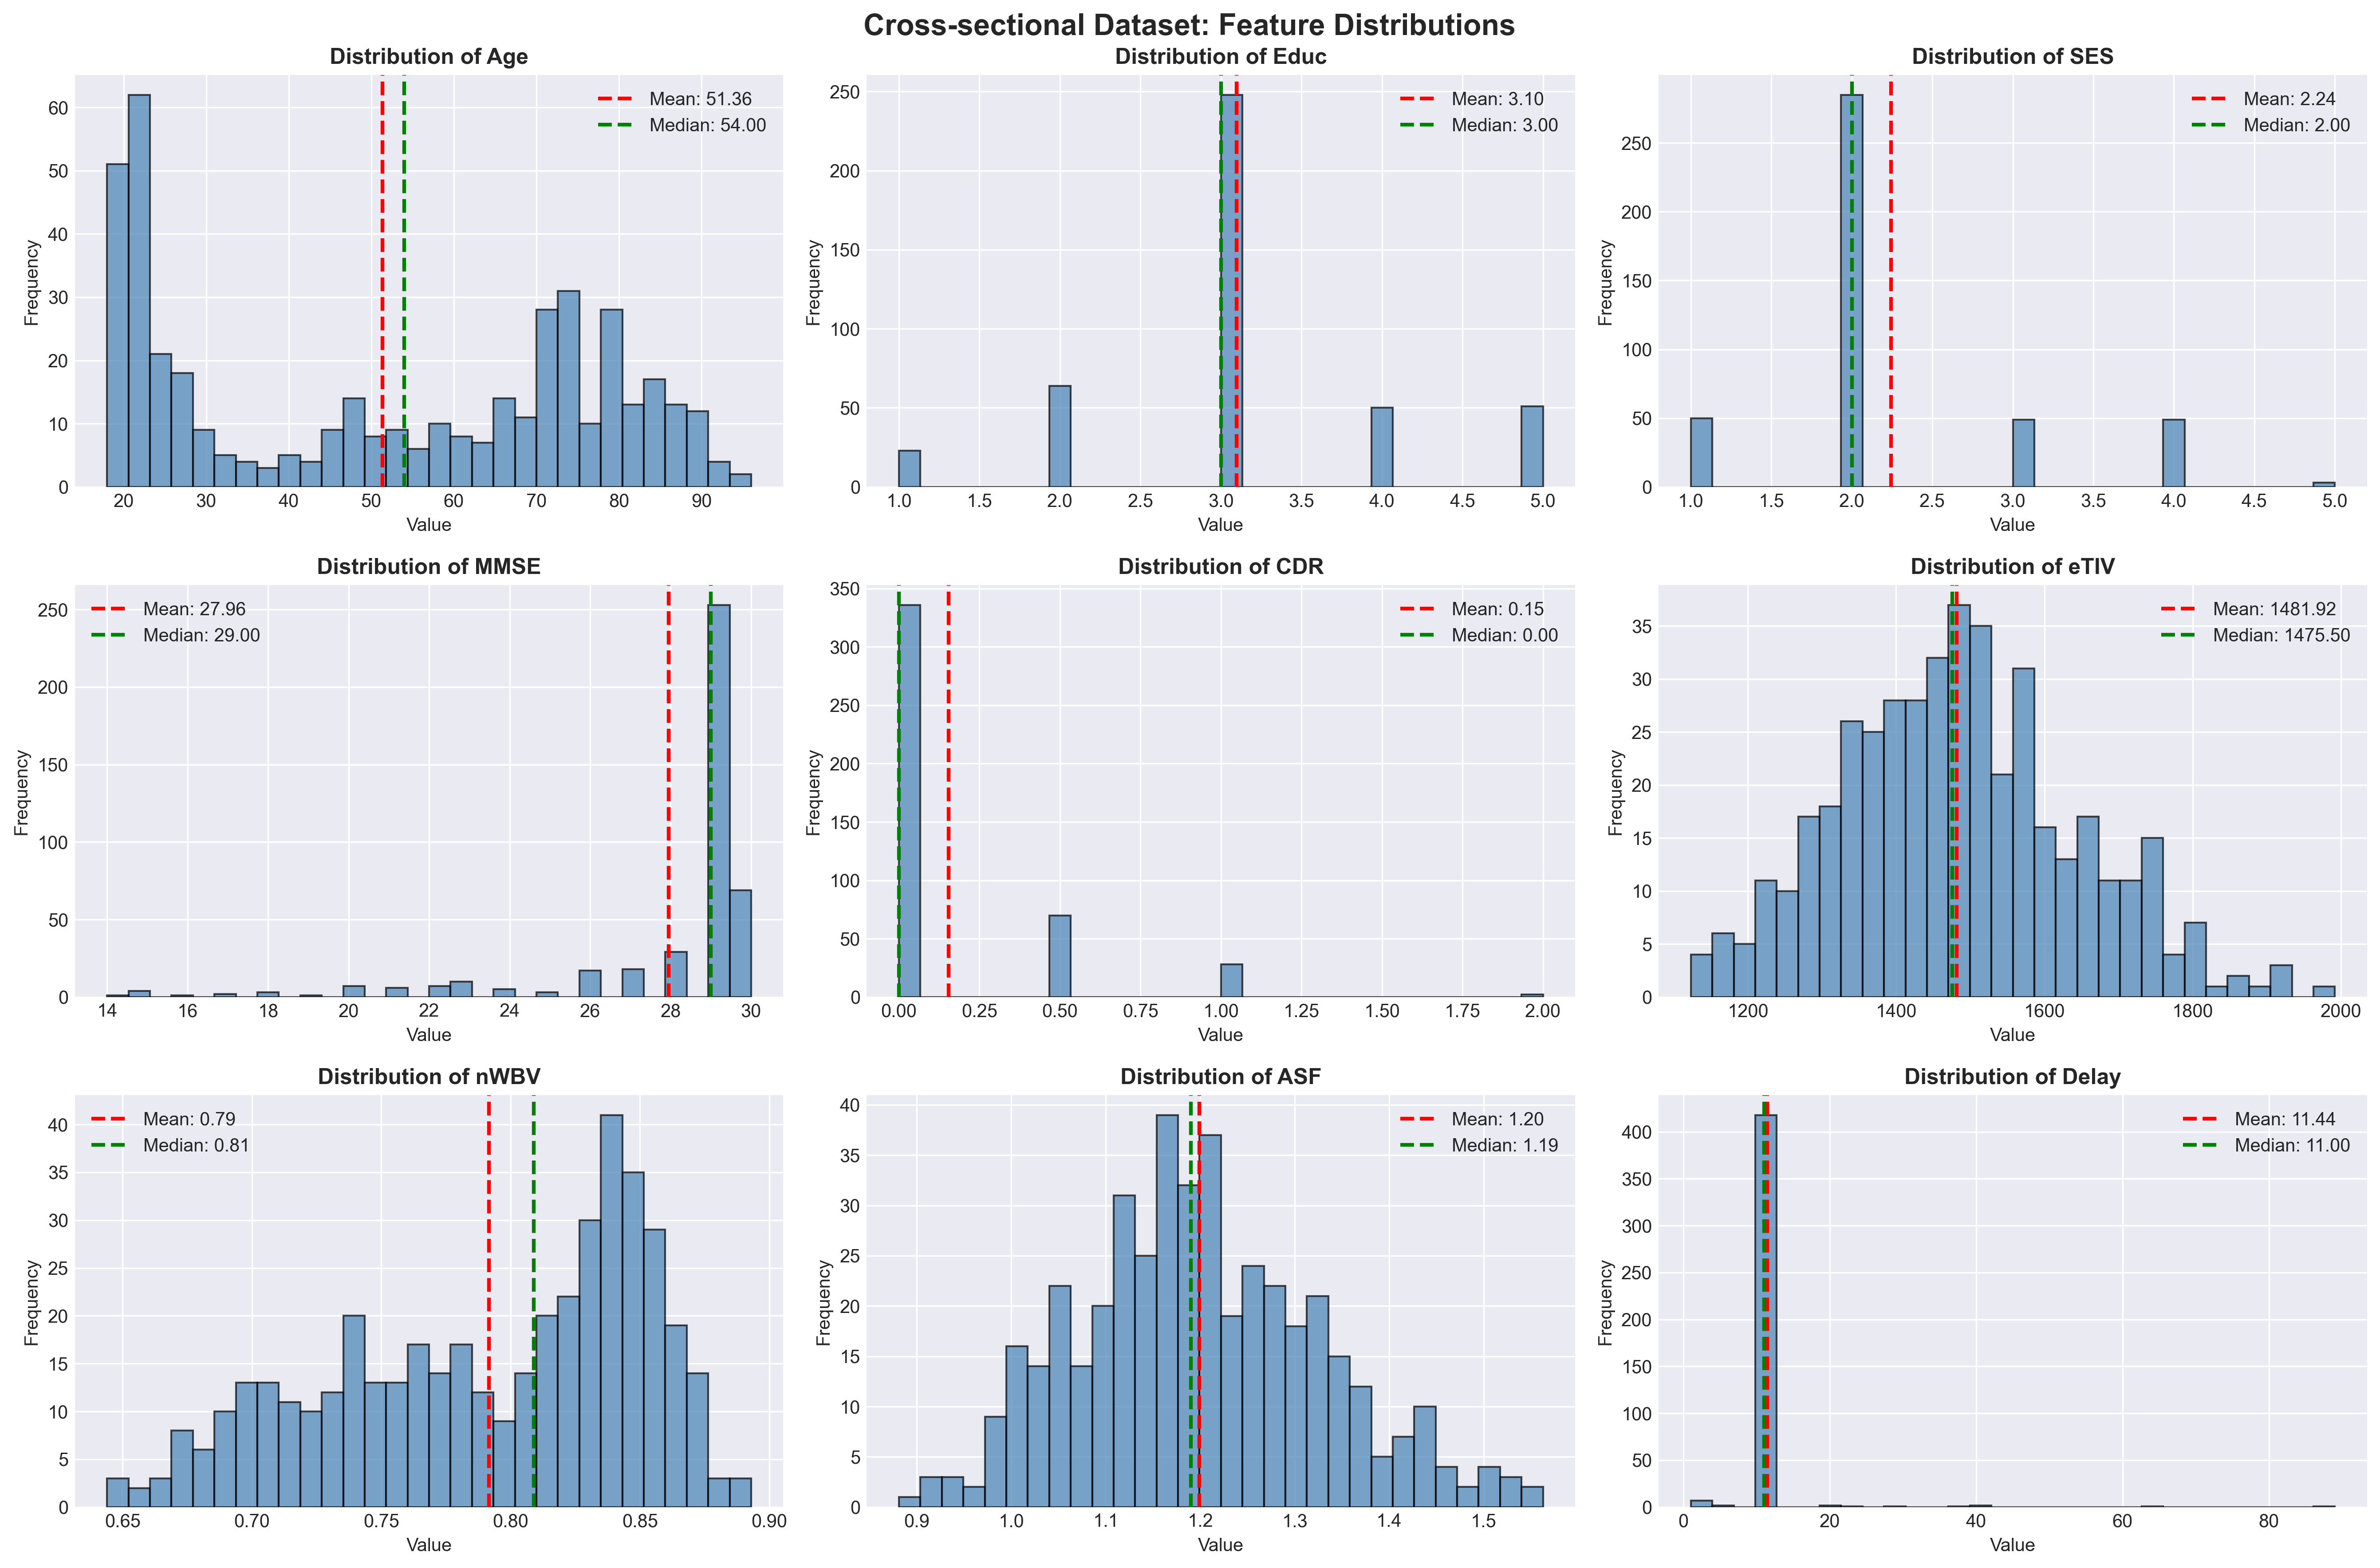 Cross-sectional Dataset: Feature Distributions
Distribution of Age
Frequency
60
50
40
30
20
10
0
20 30 40 50 60 70 80 90
Value
Mean: 51.36
Median: 54.00
Distribution of Educ
Frequency
250
200
150
100
50
0
1.0 1.5 2.0 2.5 3.0 3.5 4.0 4.5 5.0
Value
Mean: 3.10
Median: 3.00
Distribution of SES
Frequency
250
200
150
100
50
0
1.0 1.5 2.0 2.5 3.0 3.5 4.0 4.5 5.0
Value
Mean: 2.24
Median: 2.00
Distribution of MMSE
Frequency
250
200
150
100
50
0
14 16 18 20 22 24 26 28 30
Value
Mean: 27.96
Median: 29.00
Distribution of CDR
Frequency
350
300
250
200
150
100
50
0
0.00 0.25 0.50 0.75 1.00 1.25 1.50 1.75 2.00
Value
Mean: 0.15
Median: 0.00
Distribution of eTIV
Frequency
35
30
25
20
15
10
5
0
1200 1400 1600 1800 2000
Value
Mean: 1481.92
Median: 1475.50
Distribution of nWBV
Frequency
40
35
30
25
20
15
10
5
0
0.65 0.70 0.75 0.80 0.85 0.90
Value
Mean: 0.79
Median: 0.81
Distribution of ASF
Frequency
40
35
30
25
20
15
10
5
0
0.9 1.0 1.1 1.2 1.3 1.4 1.5
Value
Mean: 1.20
Median: 1.19
Distribution of Delay
Frequency
400
350
300
250
200
150
100
50
0
0 20 40 60 80
Value
Mean: 11.44
Median: 11.00